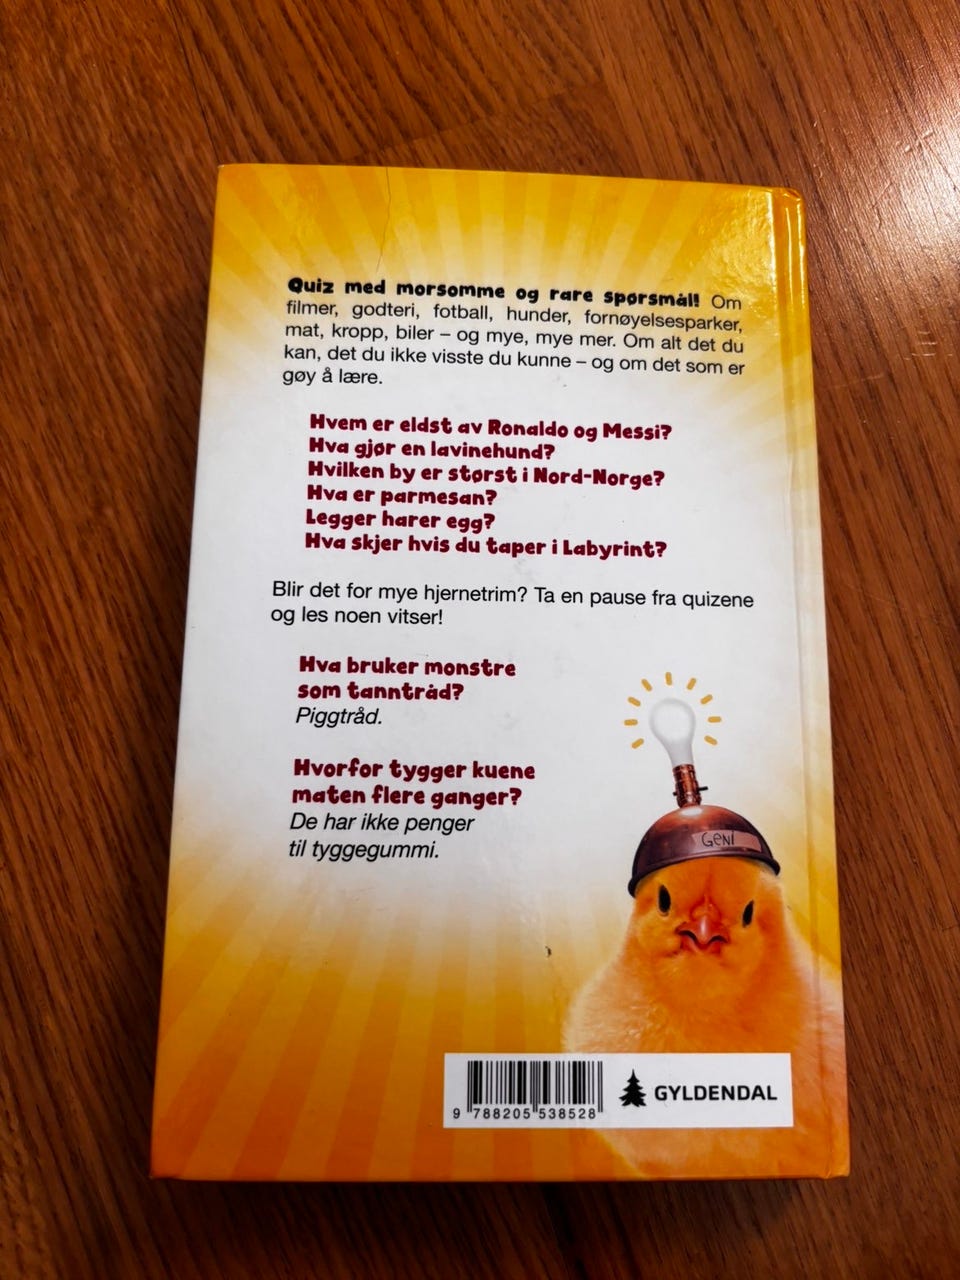 Quiz med morsomme og rare spørsmål! Om
filmer, godteri, fotball, hunder, fornøyelsesparker,
mat, kropp, biler – og mye, mye mer. Om alt det du
kan, det du ikke visste du kunne – og om det som er
gøy å lære.
Hvem er eldst av Ronaldo og Messi?
Hva gjør en lavinehund?
Hvilken by er størst i Nord-Norge?
Hva er parmesan?
Legger harer egg?
Hva skjer hvis du taper i Labyrint?
Blir det for mye hjernetrim? Ta en pause fra quizene
og les noen vitser!
Hva bruker monstre
som tanntråd?
Piggtråd.
Hvorfor tygger kuene
maten flere ganger?
De har ikke penger
til tyggegummi.
GENI
9 788205 538528
GYLDENDAL